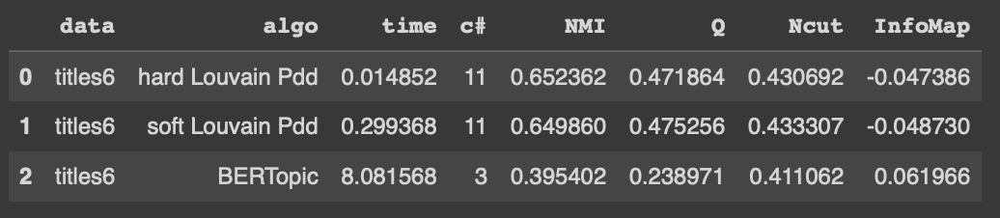 data algo time c# NMI Q Ncut InfoMap
0 titles6 hard Louvain Pdd 0.014852 11 0.652362 0.471864 0.430692 -0.047386
1 titles6 soft Louvain Pdd 0.299368 11 0.649860 0.475256 0.433307 -0.048730
2 titles6 BERTopic 8.081568 3 0.395402 0.238971 0.411062 0.061966